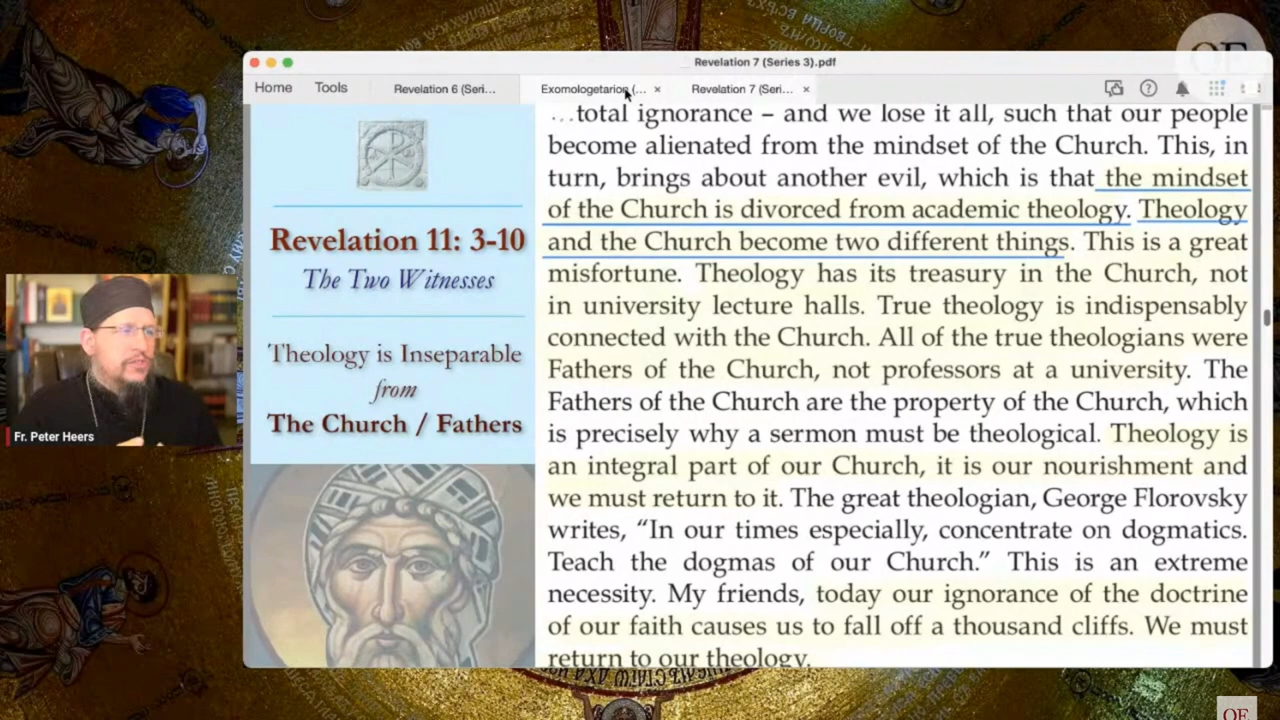 OE
Revelation 7 (Series 3).pdf
Home
Tools
Revelation 6 (Seri...
Exomologetarion (...
Revelation 7 (Seri...
Revelation 11: 3-10
The Two Witnesses
Theology is Inseparable
from
The Church / Fathers
Fr. Peter Heers
...total ignorance – and we lose it all, such that our people
become alienated from the mindset of the Church. This, in
turn, brings about another evil, which is that the mindset
of the Church is divorced from academic theology. Theology
and the Church become two different things. This is a great
misfortune. Theology has its treasury in the Church, not
in university lecture halls. True theology is indispensably
connected with the Church. All of the true theologians were
Fathers of the Church, not professors at a university. The
Fathers of the Church are the property of the Church, which
is precisely why a sermon must be theological. Theology is
an integral part of our Church, it is our nourishment and
we must return to it. The great theologian, George Florovsky
writes, “In our times especially, concentrate on dogmatics.
Teach the dogmas of our Church.” This is an extreme
necessity. My friends, today our ignorance of the doctrine
of our faith causes us to fall off a thousand cliffs. We must
return to our theology.
OE